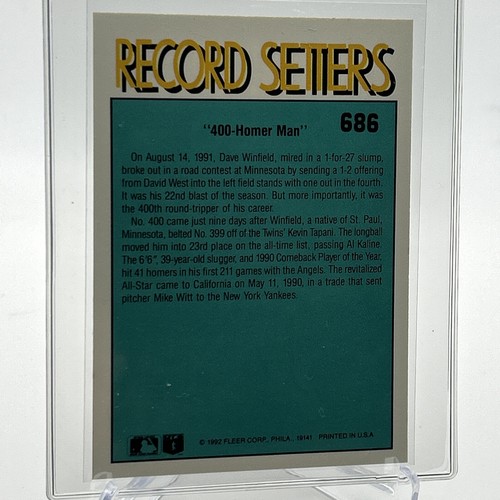 RECORD SETTERS
686
"400-Homer Man"
On August 14, 1991, Dave Winfield, mired in a 1-for-27 slump,
broke out in a road contest at Minnesota by sending a 1-2 offering
from David West into the left field stands with one out in the fourth.
It was his 22nd blast of the season. But more importantly, it was
the 400th round-tripper of his career.
No. 400 came just nine days after Winfield, a native of St. Paul,
Minnesota, belted No. 399 off of the Twins' Kevin Tapani. The longball
moved him into 23rd place on the all-time list, passing Al Kaline.
The 6'6", 39-year-old slugger, and 1990 Comeback Player of the Year,
hit 41 homers in his first 211 games with the Angels. The revitalized
All-Star came to California on May 11, 1990, in a trade that sent
pitcher Mike Witt to the New York Yankees.
© 1992 FLEER CORP., PHILA. 19141 PRINTED IN U.S.A.